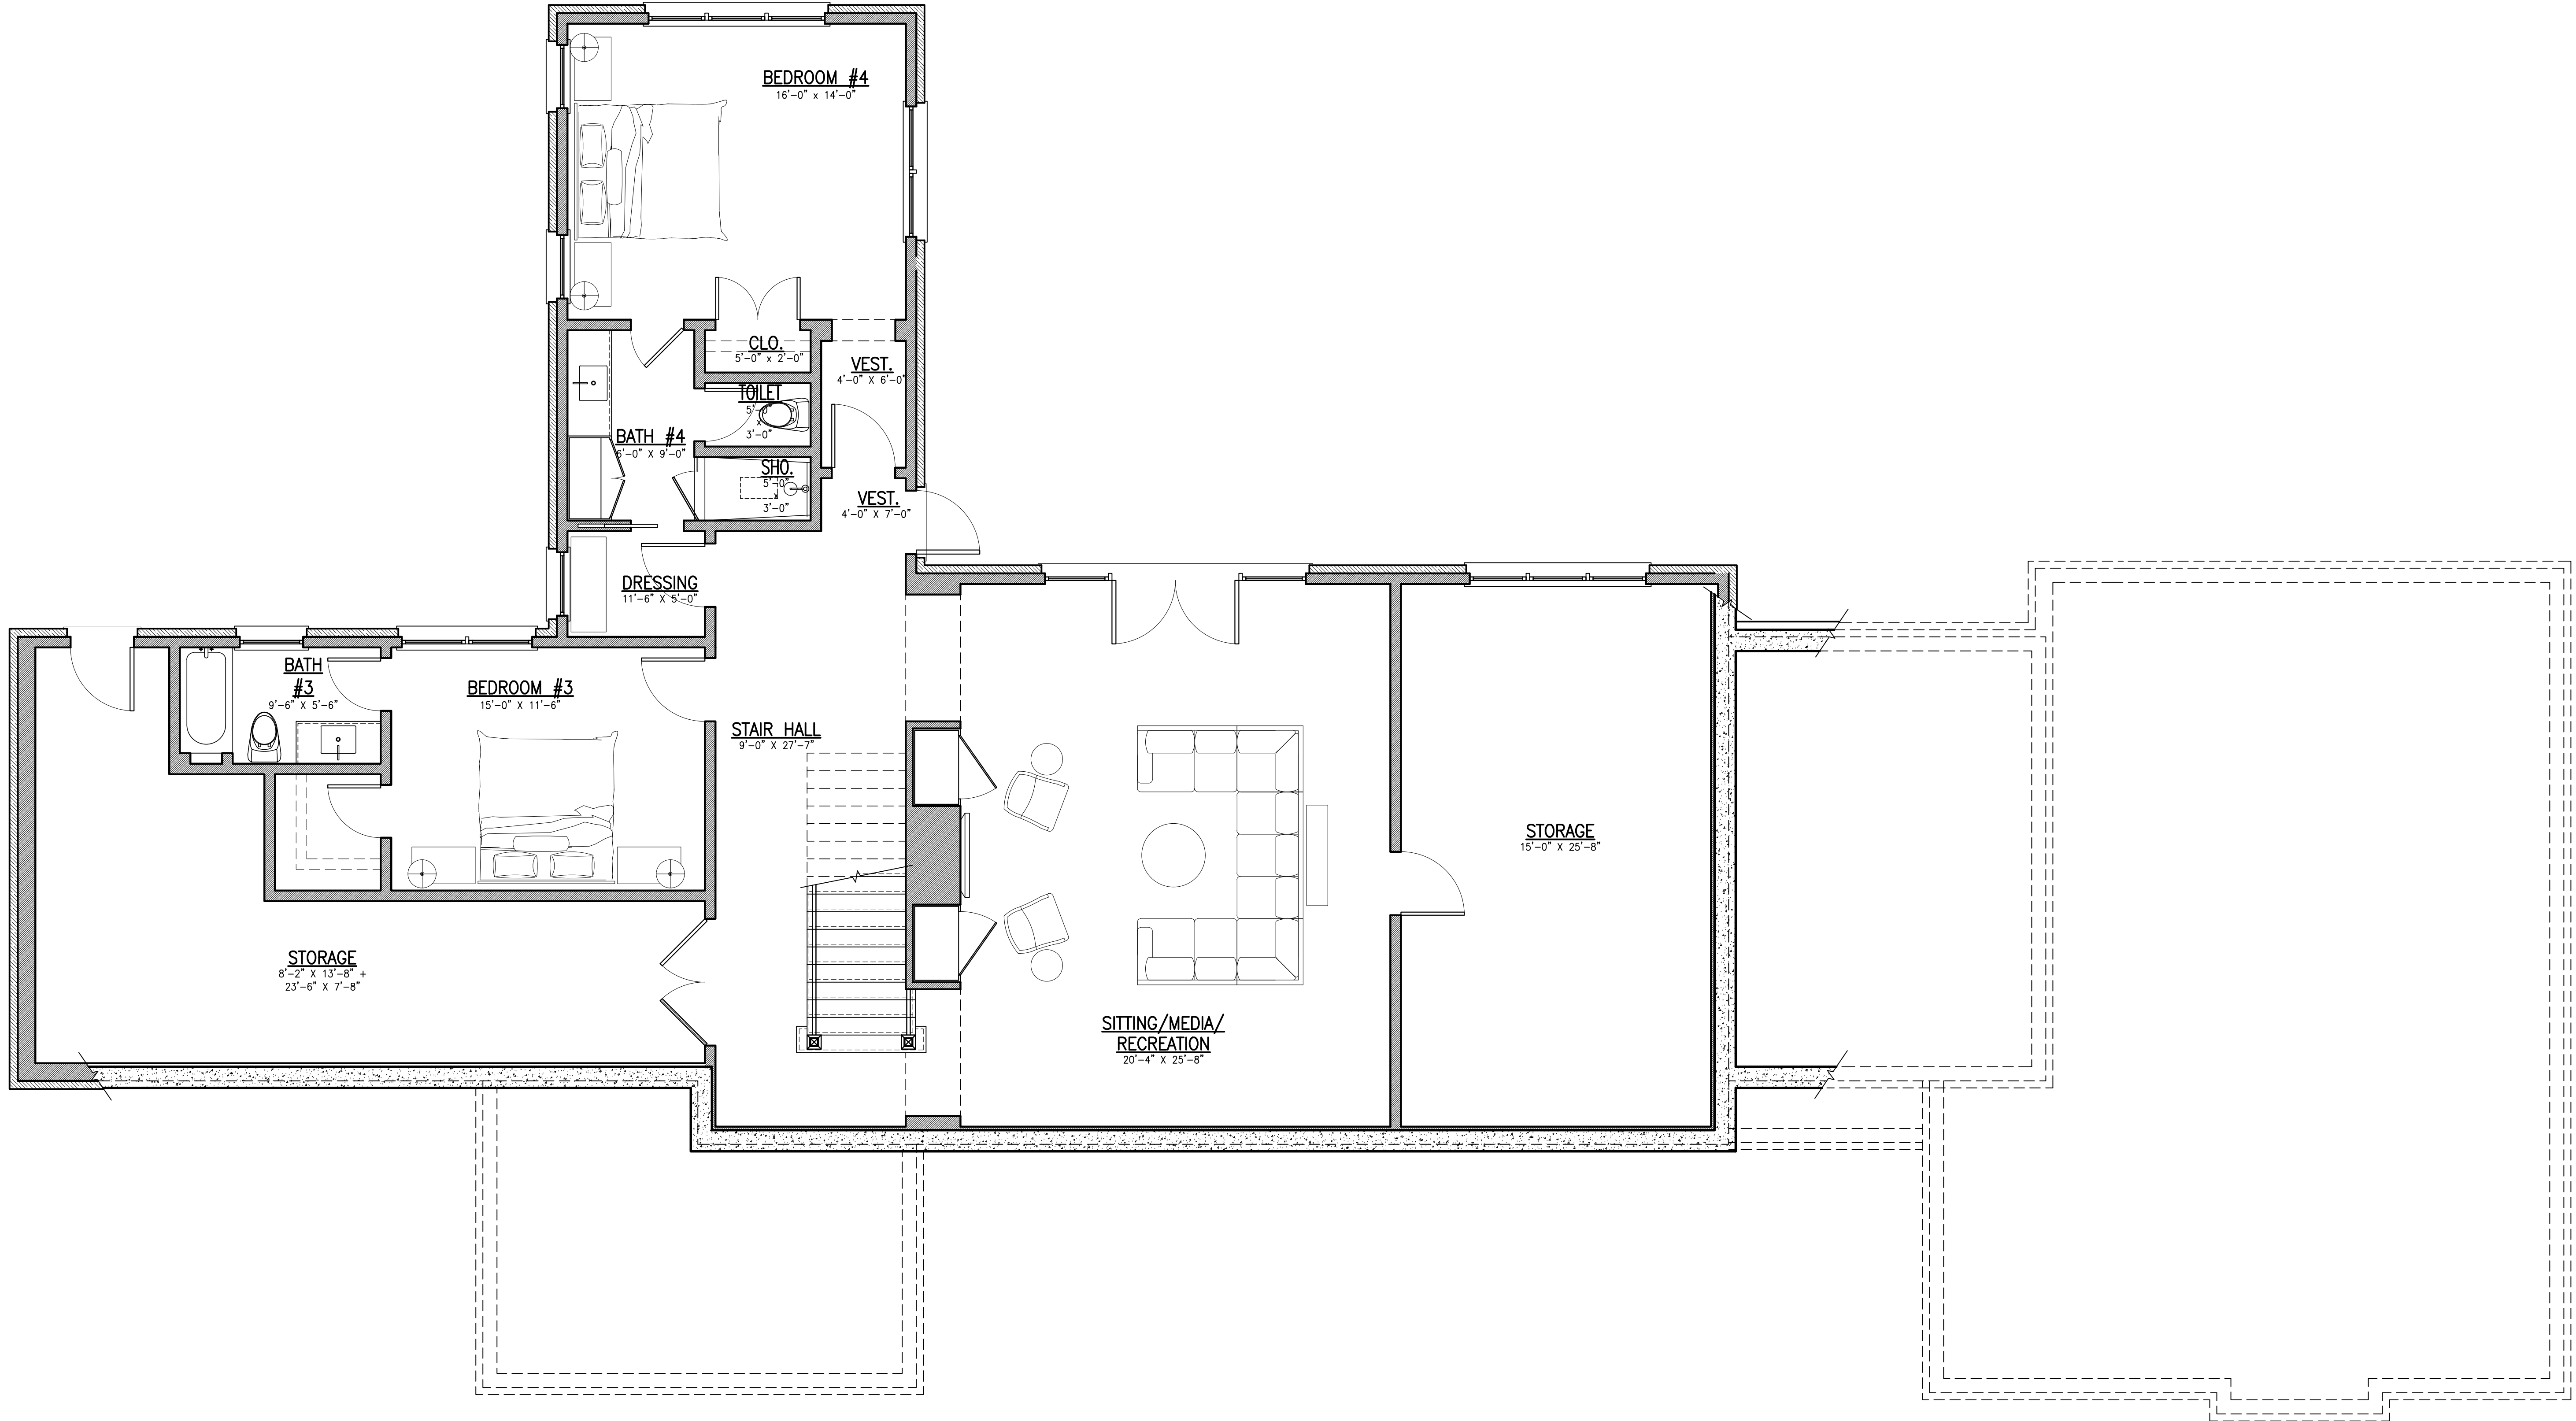 BEDROOM #4
16'-0" x 14'-0"
CLO.
5'-0" x 2'-0"
VEST.
4'-0" X 6'-0"
TOILET
5'-0"
x
3'-0"
BATH #4
6'-0" X 9'-0"
SHO.
5'-0"
x
3'-0"
VEST.
4'-0" X 7'-0"
DRESSING
11'-6" X 5'-0"
BATH
#3
9'-6" X 5'-6"
BEDROOM #3
15'-0" X 11'-6"
STAIR HALL
9'-0" X 27'-7"
STORAGE
15'-0" X 25'-8"
STORAGE
8'-2" X 13'-8" +
23'-6" X 7'-8"
SITTING/MEDIA/
RECREATION
20'-4" X 25'-8"